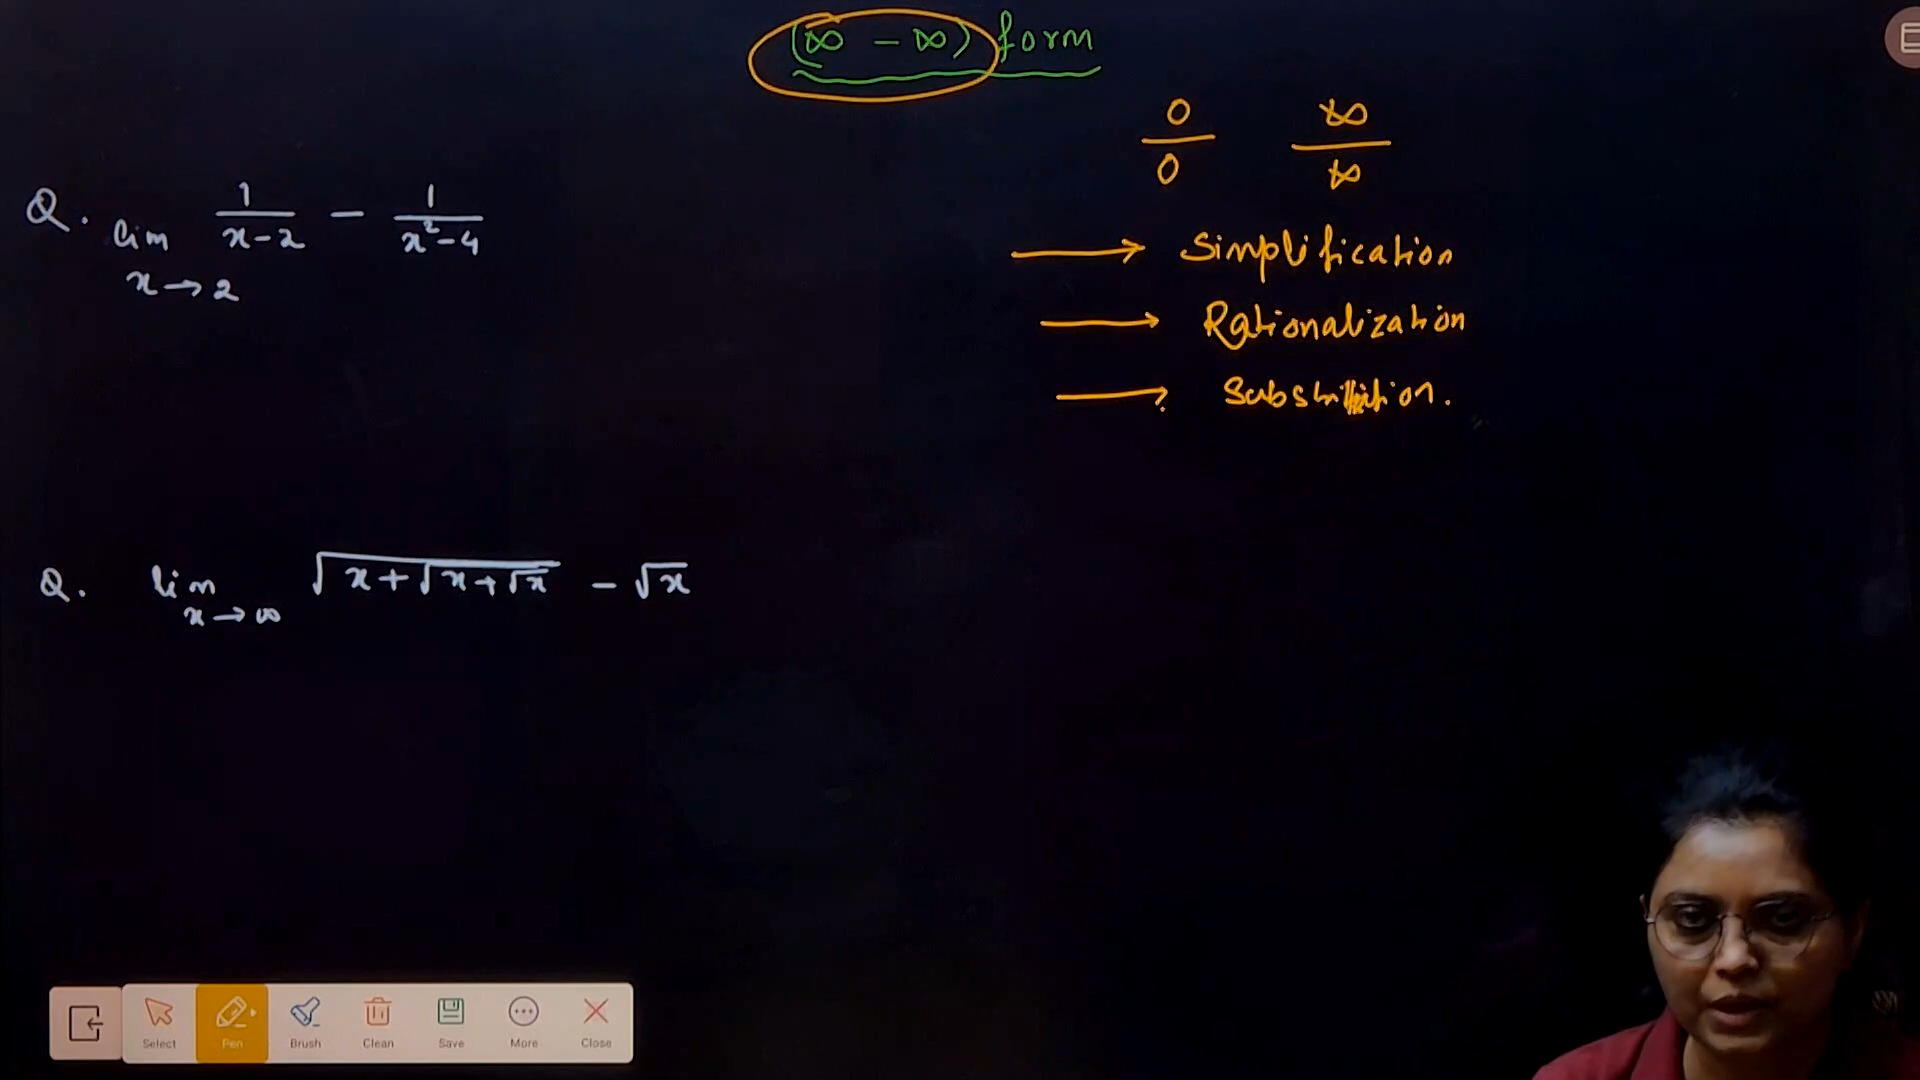 (∞ - ∞) form
0/0 ∞/∞
Q. lim x→2 1/(x-2) - 1/(x²-4)
→ Simplification
→ Rationalization
→ Substitution.
Q. lim x→∞ √(x+√(x+√x)) - √x
Select Pen Brush Clean Save More Close